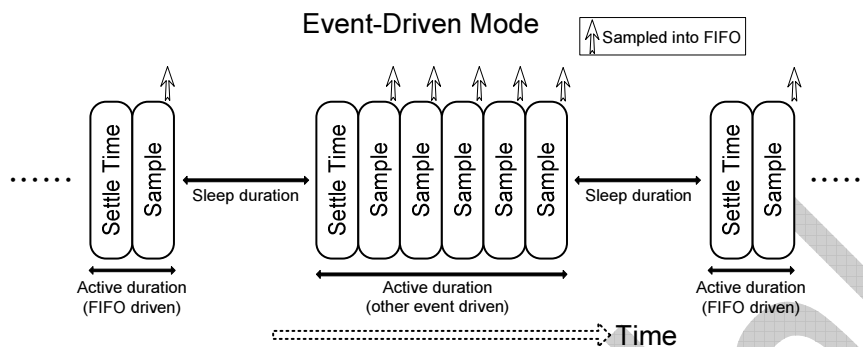 Event-Driven Mode
Sampled into FIFO
Settle Time
Sample
Sleep duration
Settle Time
Sample
Sample
Sample
Sample
Sample
Sleep duration
Settle Time
Sample
Active duration
(FIFO driven)
Active duration
(other event driven)
Active duration
(FIFO driven)
Time